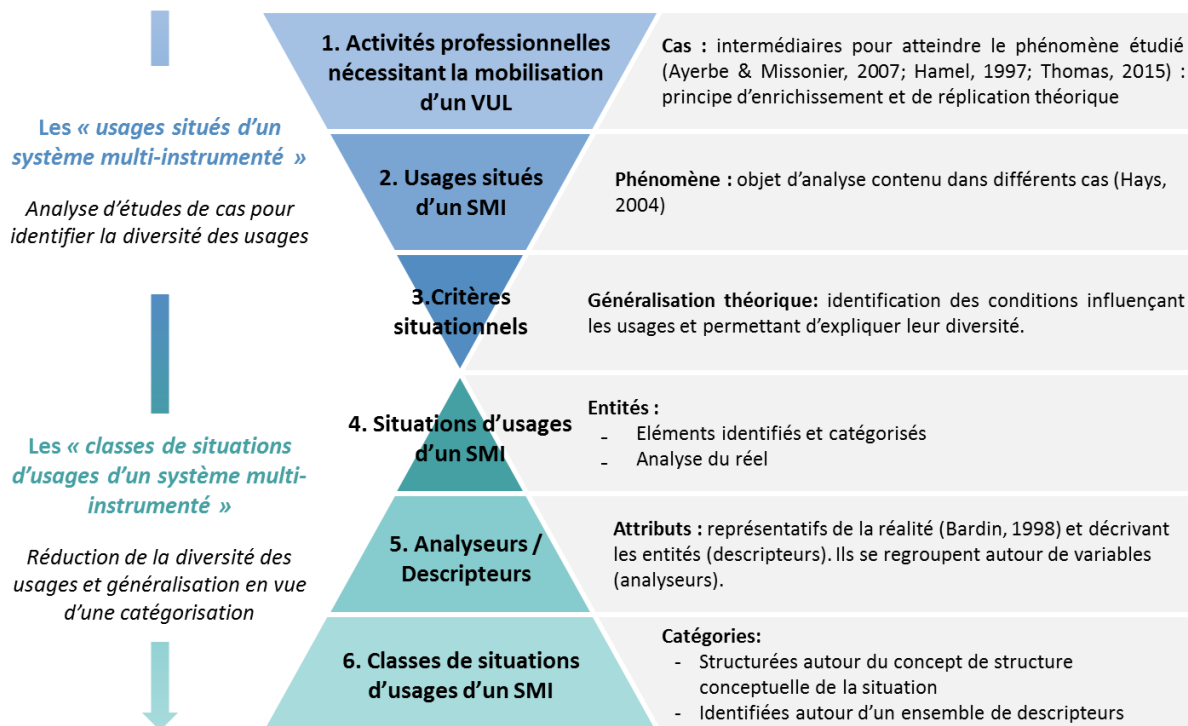 Les « usages situés d'un
système multi-instrumenté »
Analyse d'études de cas pour
identifier la diversité des usages
Les « classes de situations
d'usages d'un système multi-
instrumenté »
Réduction de la diversité des
usages et généralisation en vue
d'une catégorisation
1. Activités professionnelles
nécessitant la mobilisation
d'un VUL
Cas : intermédiaires pour atteindre le phénomène étudié
(Ayerbe & Missonier, 2007; Hamel, 1997; Thomas, 2015) :
principe d'enrichissement et de réplication théorique
2. Usages situés
d'un SMI
Phénomène : objet d'analyse contenu dans différents cas (Hays,
2004)
3.Critères
situationnels
Généralisation théorique: identification des conditions influençant
les usages et permettant d'expliquer leur diversité.
4. Situations d'usages
d'un SMI
Entités :
- Eléments identifiés et catégorisés
- Analyse du réel
5. Analyseurs /
Descripteurs
Attributs : représentatifs de la réalité (Bardin, 1998) et décrivant
les entités (descripteurs). Ils se regroupent autour de variables
(analyseurs).
6. Classes de situations
d'usages d'un SMI
Catégories:
- Structurées autour du concept de structure
conceptuelle de la situation
- Identifiées autour d'un ensemble de descripteurs